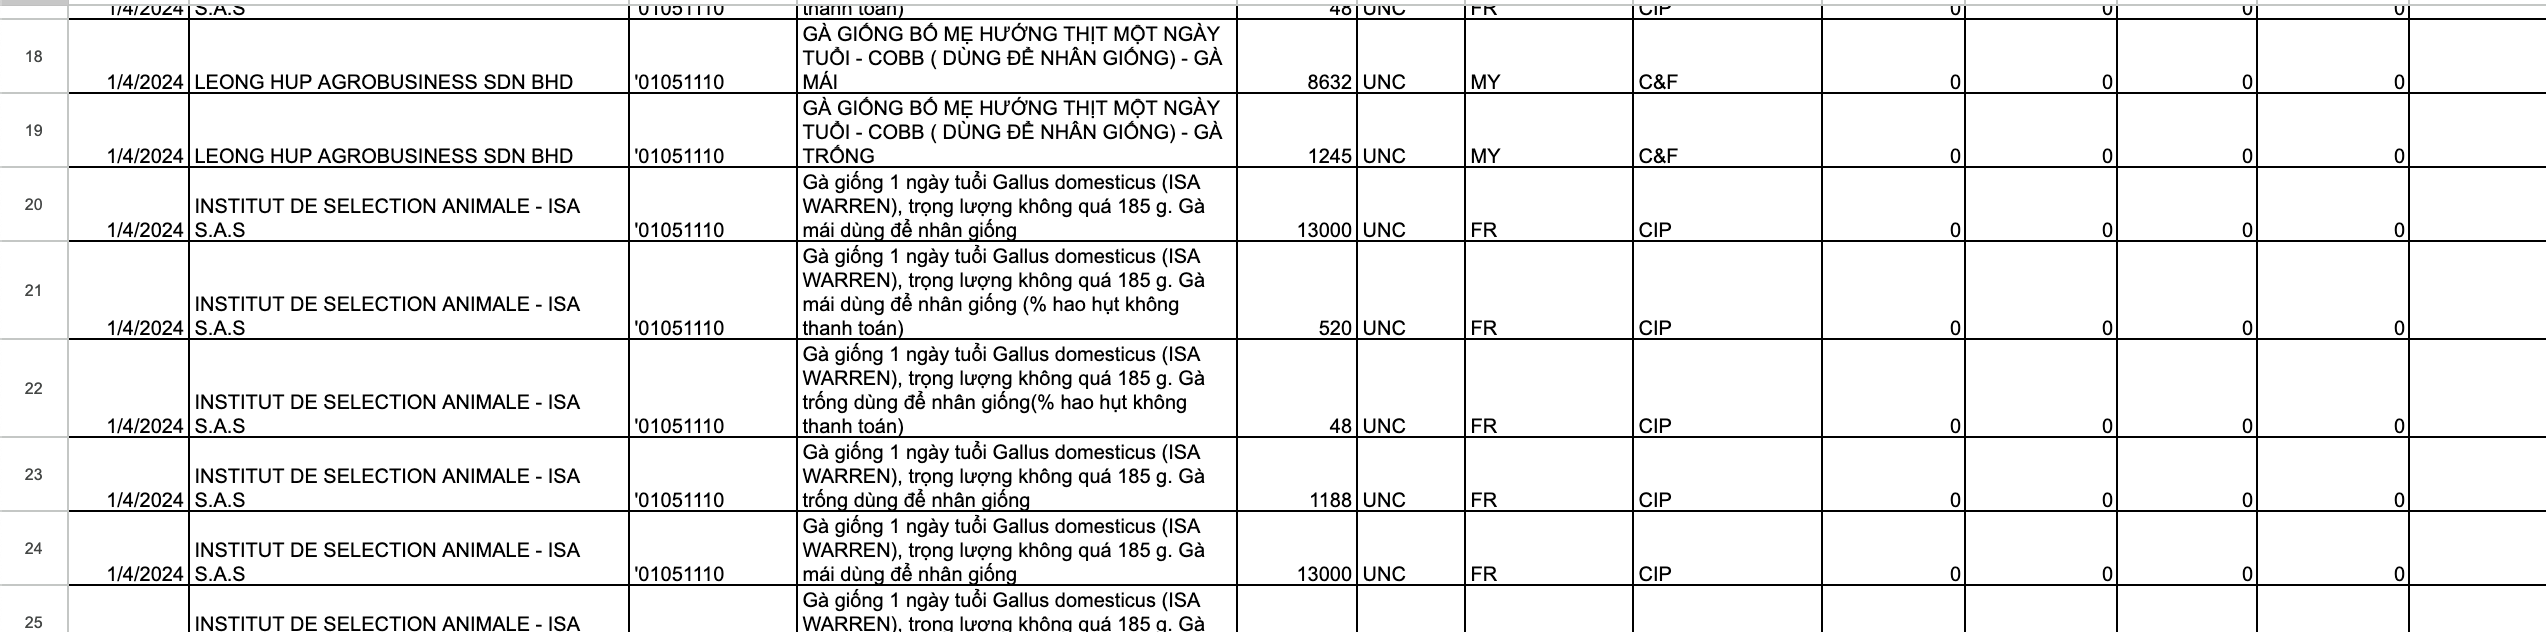 1/4/2024 S.A.S '01051110 thanh toán) 48 UNC FR CIP 0 0 0 0
18
GÀ GIỐNG BỐ MẸ HƯỚNG THỊT MỘT NGÀY
TUỔI - COBB ( DÙNG ĐỂ NHÂN GIỐNG) - GÀ
1/4/2024 LEONG HUP AGROBUSINESS SDN BHD '01051110 MÁI 8632 UNC MY C&F 0 0 0 0
19
GÀ GIỐNG BỐ MẸ HƯỚNG THỊT MỘT NGÀY
TUỔI - COBB ( DÙNG ĐỂ NHÂN GIỐNG) - GÀ
1/4/2024 LEONG HUP AGROBUSINESS SDN BHD '01051110 TRỐNG 1245 UNC MY C&F 0 0 0 0
20
Gà giống 1 ngày tuổi Gallus domesticus (ISA
INSTITUT DE SELECTION ANIMALE - ISA WARREN), trọng lượng không quá 185 g. Gà
1/4/2024 S.A.S '01051110 mái dùng để nhân giống 13000 UNC FR CIP 0 0 0 0
21
Gà giống 1 ngày tuổi Gallus domesticus (ISA
WARREN), trọng lượng không quá 185 g. Gà
INSTITUT DE SELECTION ANIMALE - ISA mái dùng để nhân giống (% hao hụt không
1/4/2024 S.A.S '01051110 thanh toán) 520 UNC FR CIP 0 0 0 0
22
Gà giống 1 ngày tuổi Gallus domesticus (ISA
WARREN), trọng lượng không quá 185 g. Gà
INSTITUT DE SELECTION ANIMALE - ISA trống dùng để nhân giống(% hao hụt không
1/4/2024 S.A.S '01051110 thanh toán) 48 UNC FR CIP 0 0 0 0
23
Gà giống 1 ngày tuổi Gallus domesticus (ISA
INSTITUT DE SELECTION ANIMALE - ISA WARREN), trọng lượng không quá 185 g. Gà
1/4/2024 S.A.S '01051110 trống dùng để nhân giống 1188 UNC FR CIP 0 0 0 0
24
Gà giống 1 ngày tuổi Gallus domesticus (ISA
INSTITUT DE SELECTION ANIMALE - ISA WARREN), trọng lượng không quá 185 g. Gà
1/4/2024 S.A.S '01051110 mái dùng để nhân giống 13000 UNC FR CIP 0 0 0 0
25
Gà giống 1 ngày tuổi Gallus domesticus (ISA
INSTITUT DE SELECTION ANIMALE - ISA WARREN), trọng lượng không quá 185 g. Gà